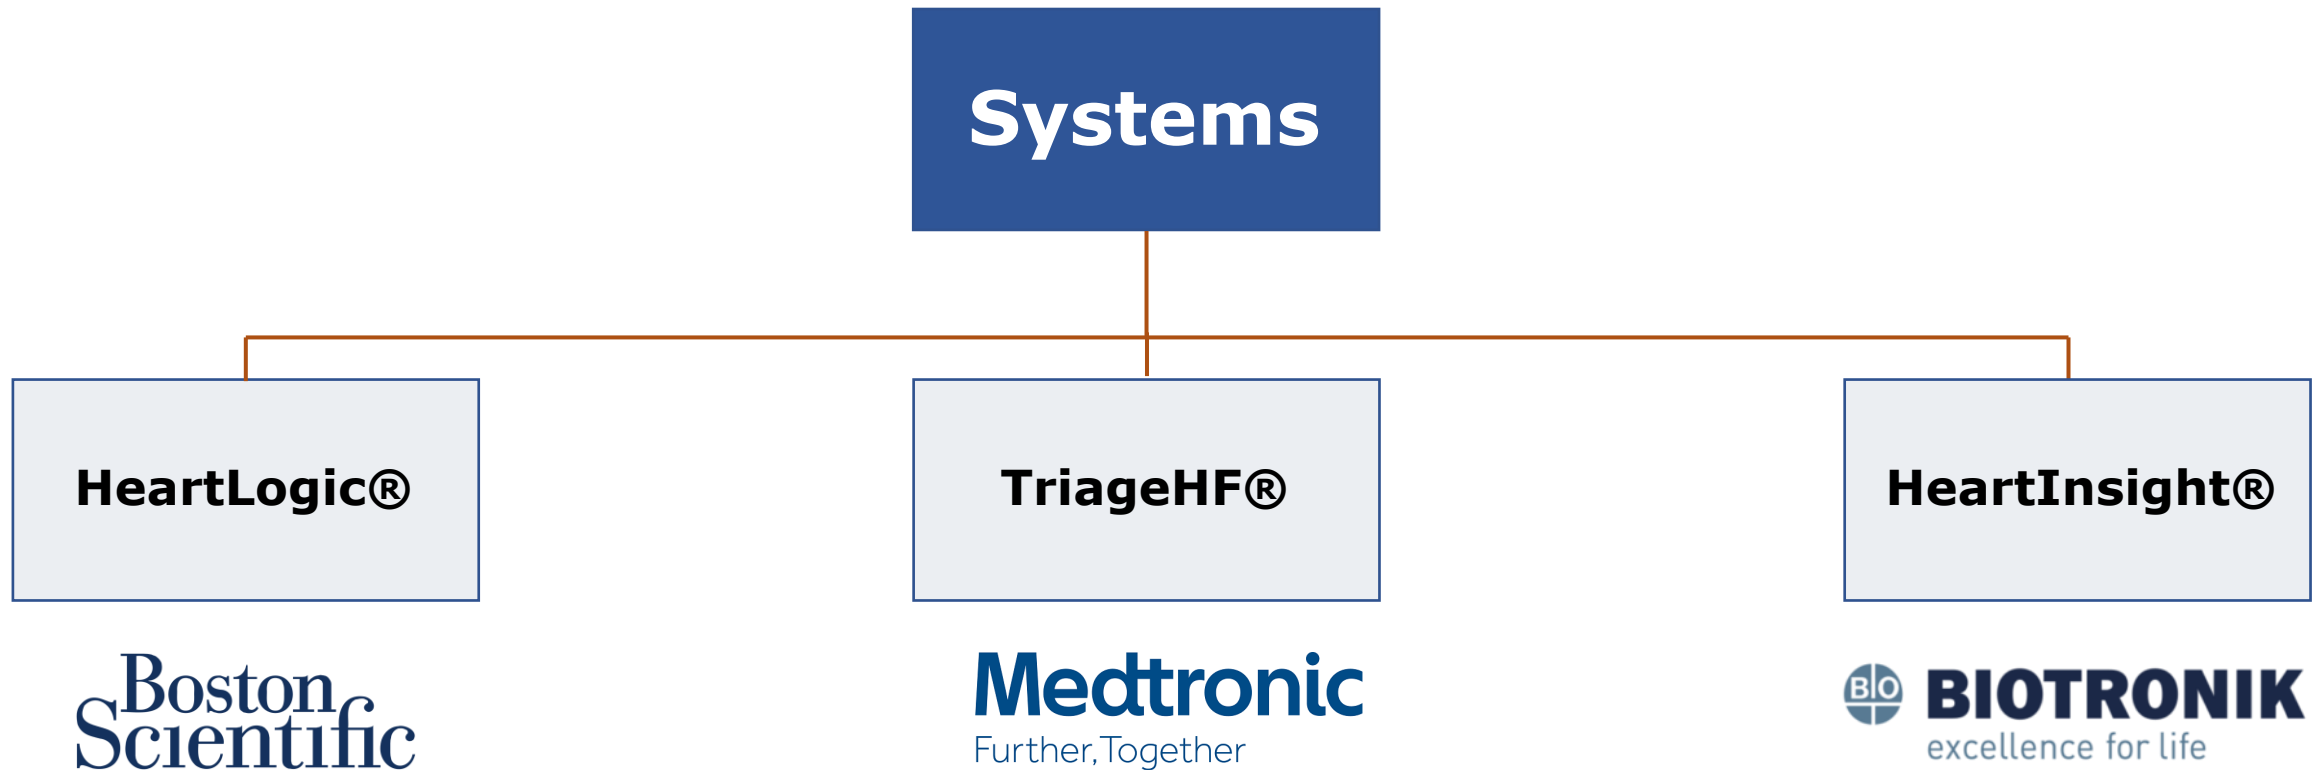 Systems
HeartLogic®
TriageHF®
HeartInsight®
Boston
Scientific
Medtronic
Further, Together
BIO
BIOTRONIK
excellence for life